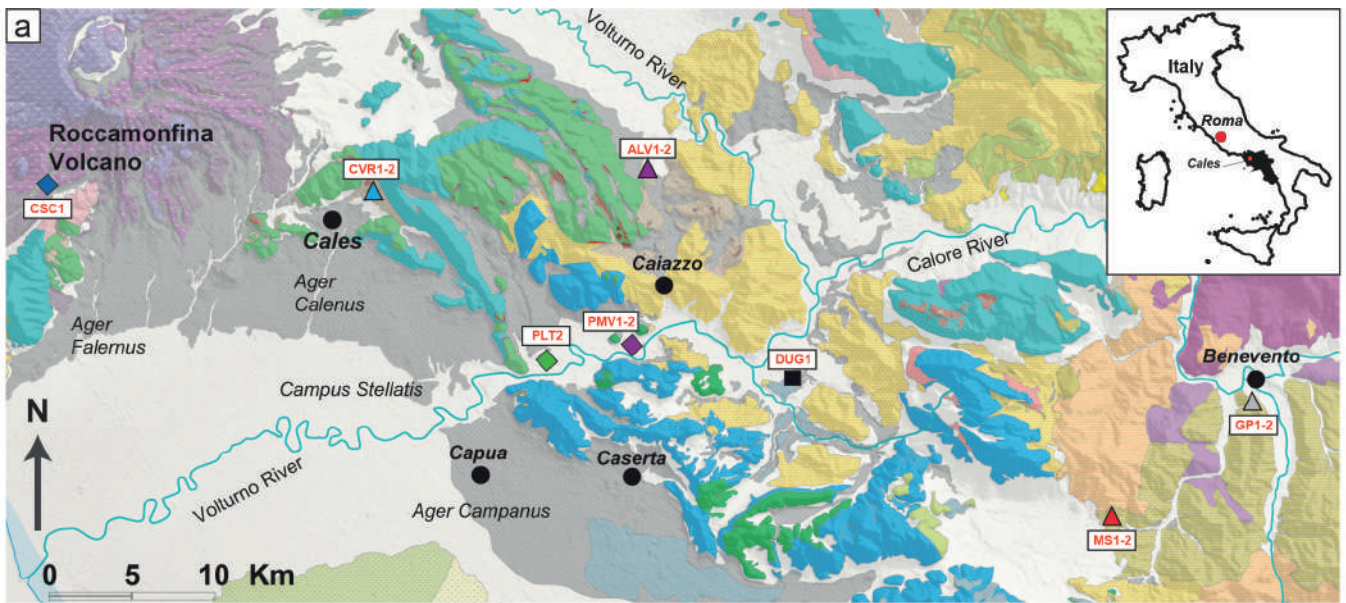 a
Volturno River
Italy
Roma
Cales
Roccamonfina
Volcano
CSC1
CVR1-2
ALV1-2
Cales
Ager
Calenus
Caiazzo
Calore River
Ager
Falernus
PLT2
PMV1-2
DUG1
Benevento
GP1-2
Campus Stellatis
N
Volturno River
Capua
Caserta
Ager Campanus
MS1-2
0 5 10 Km